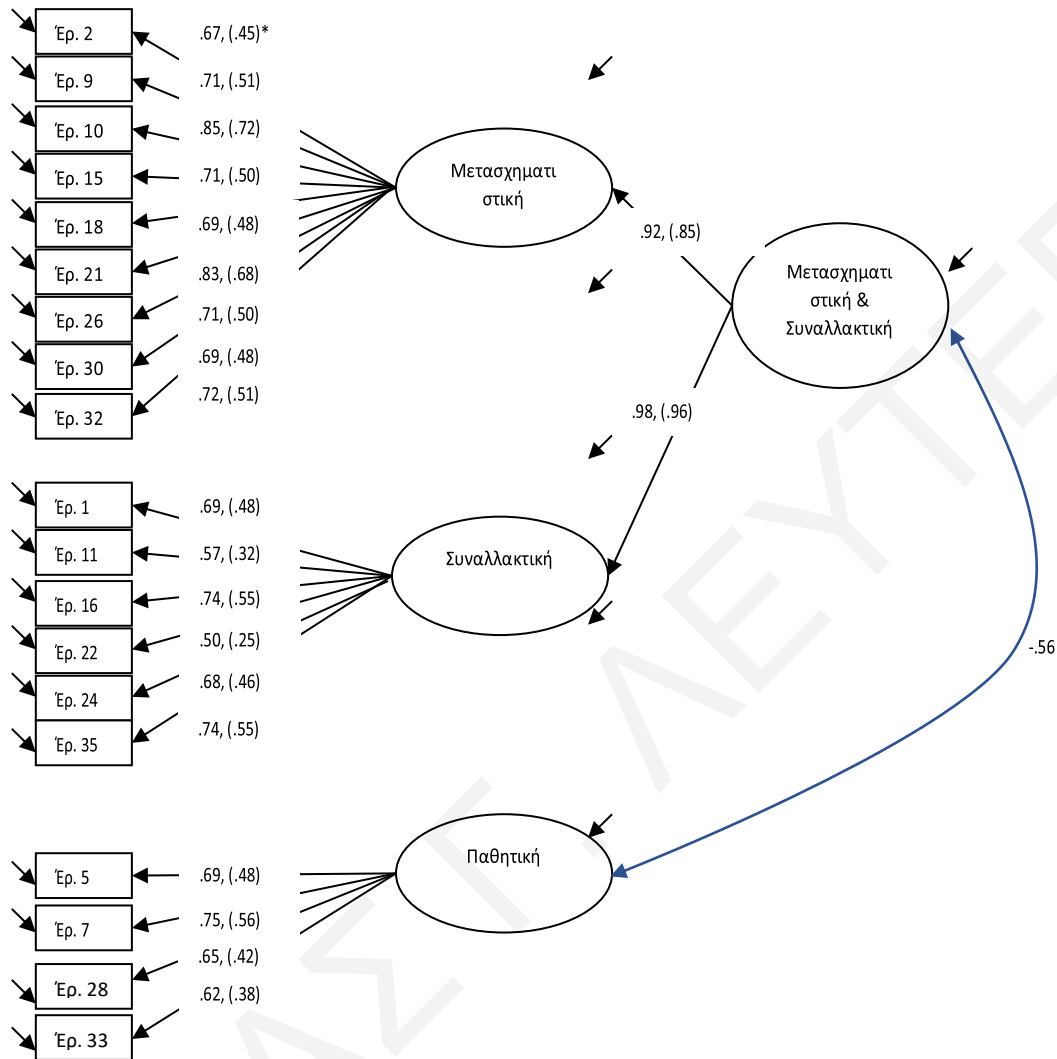 Έρ. 2
.67, (.45)*
Έρ. 9
.71, (.51)
Έρ. 10
.85, (.72)
Έρ. 15
.71, (.50)
Έρ. 18
.69, (.48)
Έρ. 21
.83, (.68)
Έρ. 26
.71, (.50)
Έρ. 30
.69, (.48)
Έρ. 32
.72, (.51)
Μετασχηματι
στική
.92, (.85)
Μετασχηματι
στική &
Συναλλακτική
.98, (.96)
Έρ. 1
.69, (.48)
Έρ. 11
.57, (.32)
Έρ. 16
.74, (.55)
Έρ. 22
.50, (.25)
Έρ. 24
.68, (.46)
Έρ. 35
.74, (.55)
Συναλλακτική
-.56
Έρ. 5
.69, (.48)
Έρ. 7
.75, (.56)
Έρ. 28
.65, (.42)
Έρ. 33
.62, (.38)
Παθητική